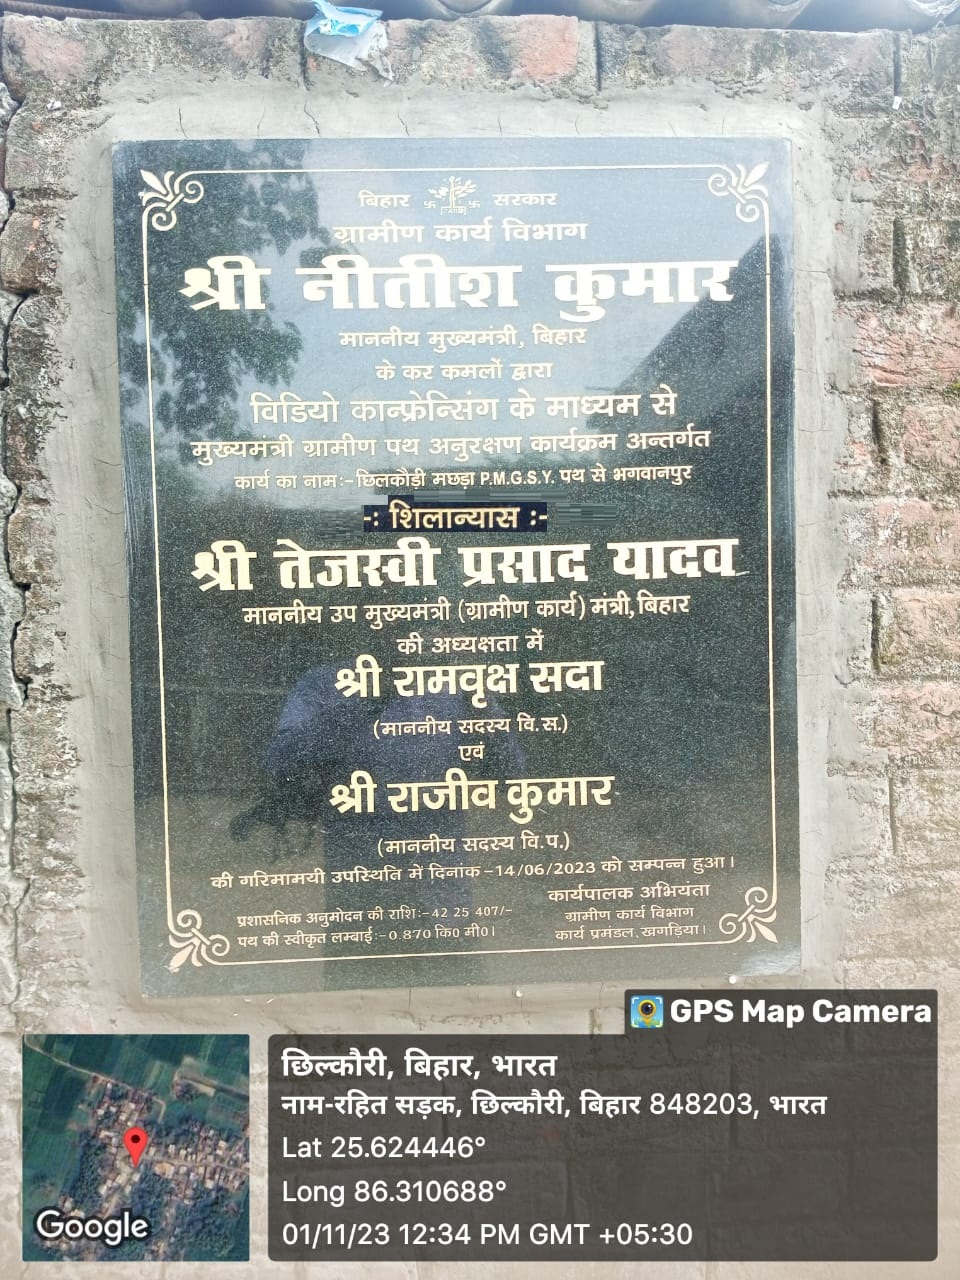 बिहार सरकार
ग्रामीण कार्य विभाग
श्री नीतीश कुमार
माननीय मुख्यमंत्री, बिहार
के कर कमलों द्वारा
विडियो कान्फ्रेन्सिंग के माध्यम से
मुख्यमंत्री ग्रामीण पथ अनुरक्षण कार्यक्रम अन्तर्गत
कार्य का नाम:- छिलकौड़ी मछड़ा P.M.G.S.Y. पथ से भगवानपुर
-: शिलान्यास :-
श्री तेजस्वी प्रसाद यादव
माननीय उप मुख्यमंत्री (ग्रामीण कार्य) मंत्री, बिहार
की अध्यक्षता में
श्री रामवृक्ष सदा
(माननीय सदस्य वि.स.)
एवं
श्री राजीव कुमार
(माननीय सदस्य वि.प.)
की गरिमामयी उपस्थिति में दिनांक -14/06/2023 को सम्पन्न हुआ।
प्रशासनिक अनुमोदन की राशि:-42 25 407/-
पथ की स्वीकृत लम्बाई:-0.870 कि0 मी0।
कार्यपालक अभियंता
ग्रामीण कार्य विभाग
कार्य प्रमंडल, खगड़िया।
GPS Map Camera
छिल्कौरी, बिहार, भारत
नाम-रहित सड़क, छिल्कौरी, बिहार 848203, भारत
Lat 25.624446°
Long 86.310688°
01/11/23 12:34 PM GMT +05:30
Google